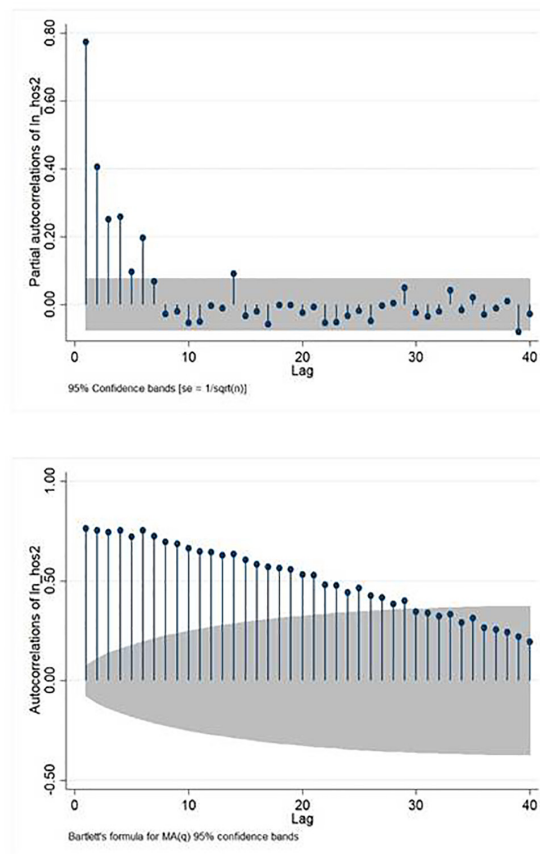 Partial autocorrelations of ln_hos2
0.80
0.60
0.40
0.20
0.00
0 10 20 30 40
Lag
95% Confidence bands [se = 1/sqrt(n)]
Autocorrelations of ln_hos2
1.00
0.50
0.00
-0.50
0 10 20 30 40
Lag
Bartlett's formula for MA(q) 95% confidence bands